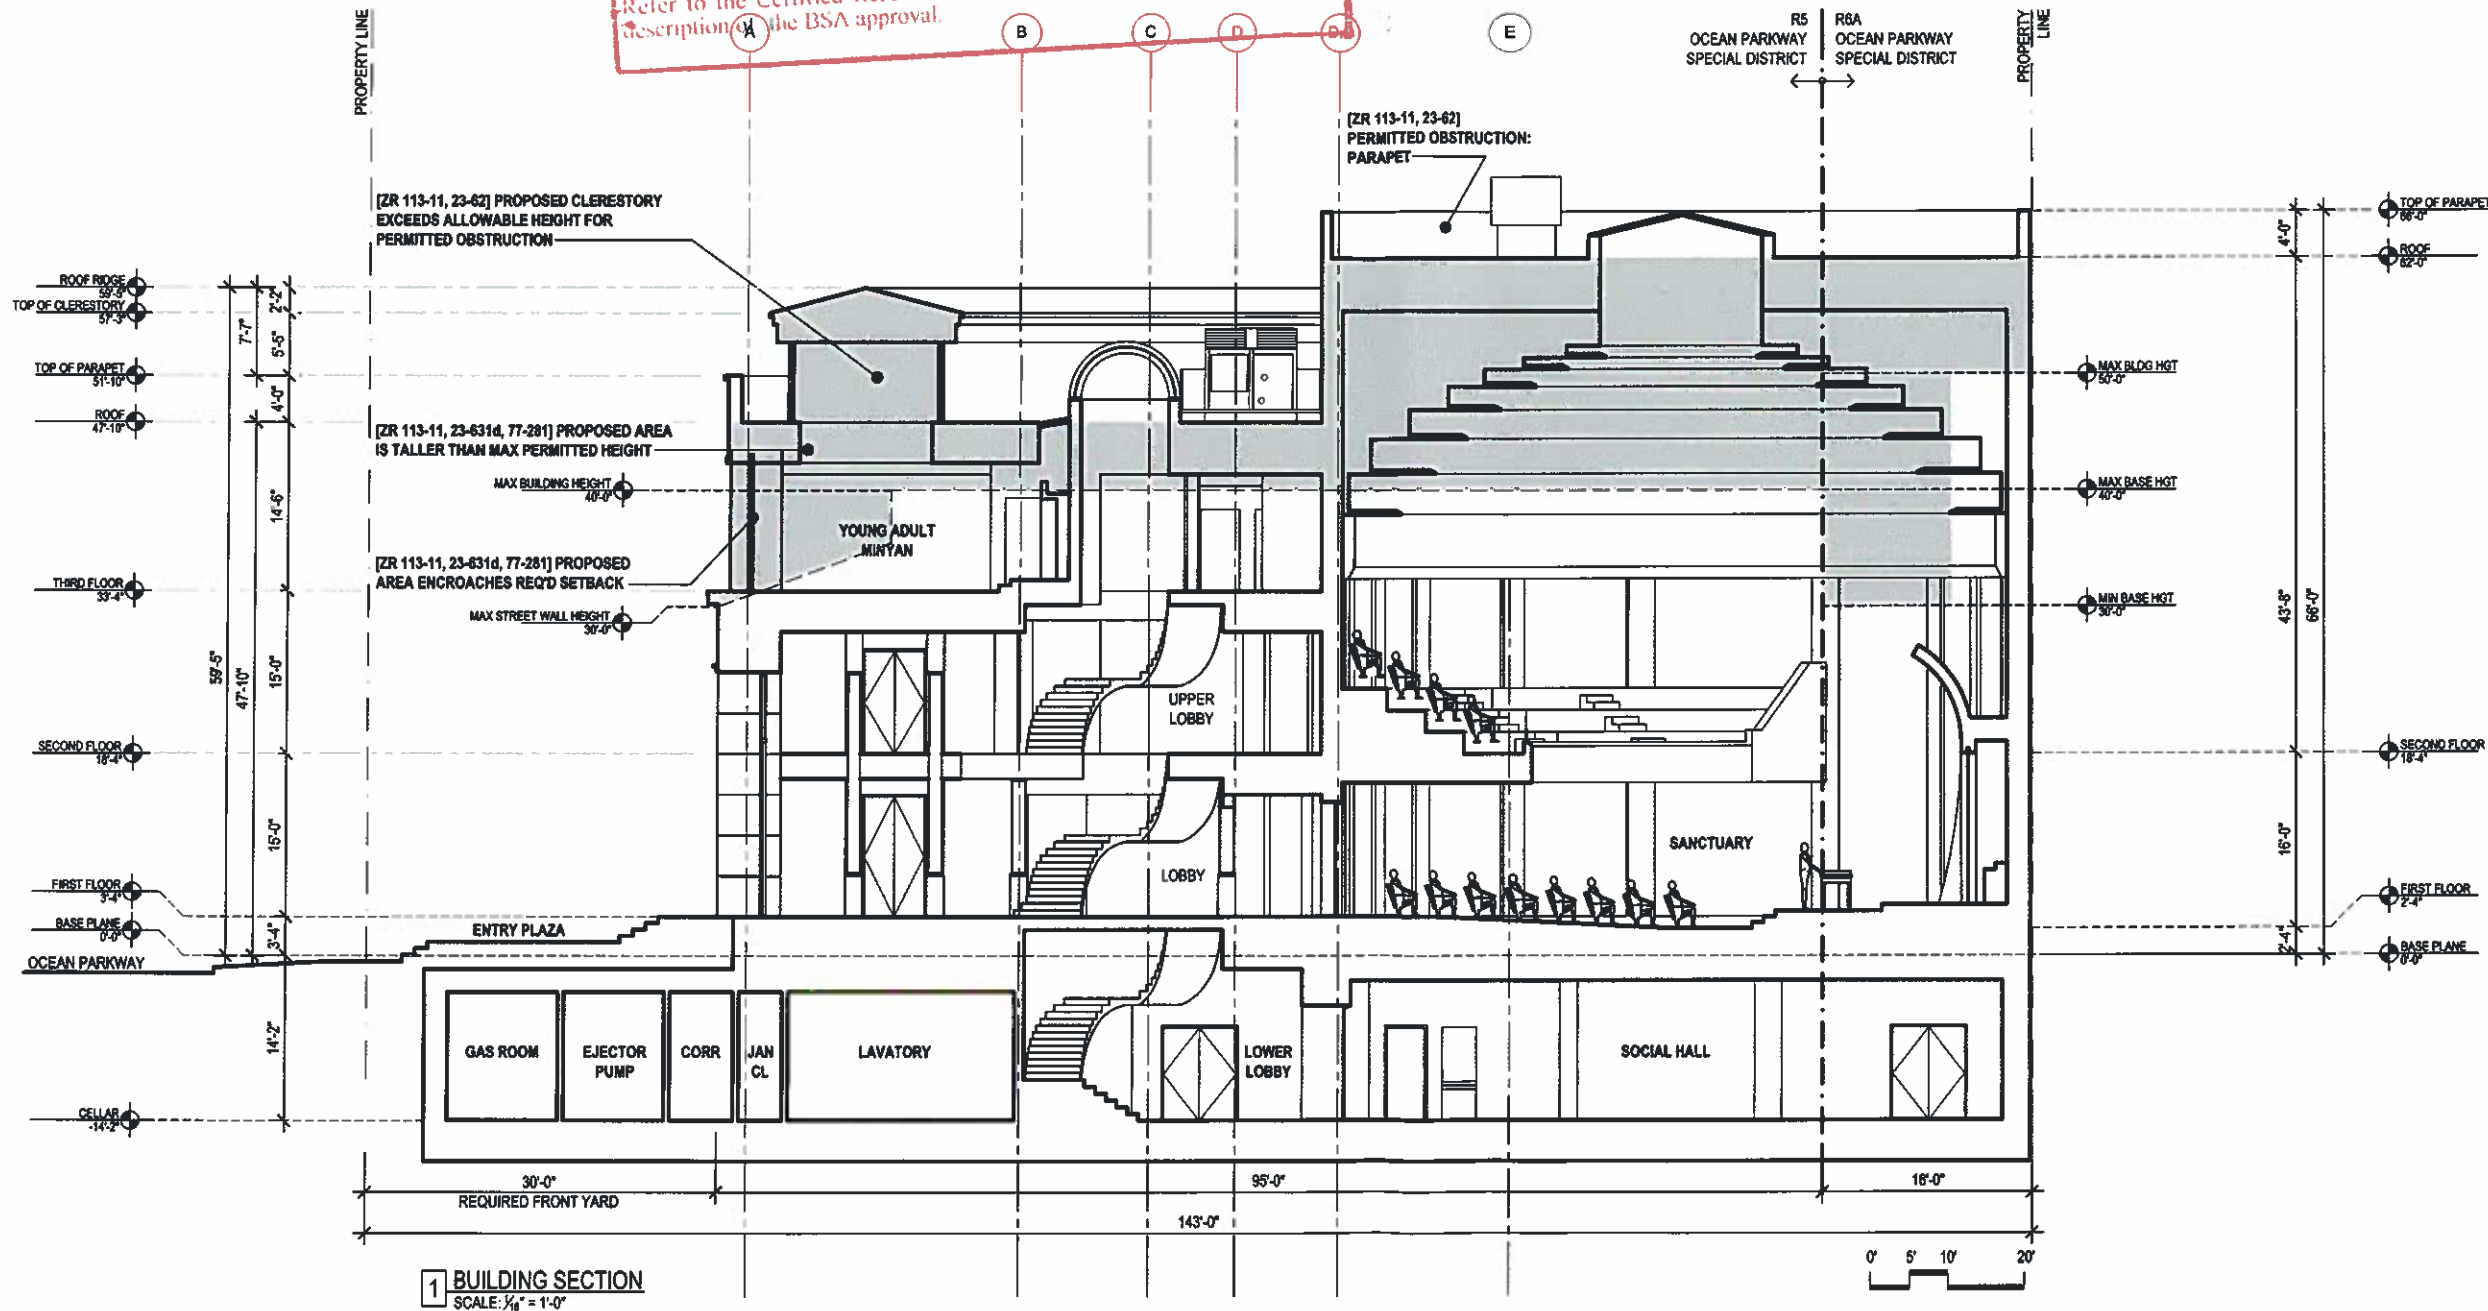 Refer to the Certified
description of the BSA approval.
PROPERTY LINE
A
B
C
D
E
R5
OCEAN PARKWAY
SPECIAL DISTRICT
R6A
OCEAN PARKWAY
SPECIAL DISTRICT
PROPERTY
LINE
[ZR 113-11, 23-62]
PERMITTED OBSTRUCTION:
PARAPET
[ZR 113-11, 23-62] PROPOSED CLERESTORY
EXCEEDS ALLOWABLE HEIGHT FOR
PERMITTED OBSTRUCTION
[ZR 113-11, 23-631d, 77-281] PROPOSED AREA
IS TALLER THAN MAX PERMITTED HEIGHT
MAX BUILDING HEIGHT
40'-0"
[ZR 113-11, 23-631d, 77-281] PROPOSED
AREA ENCROACHES REQ'D SETBACK
MAX STREET WALL HEIGHT
30'-0"
ROOF RIDGE
59'-5"
TOP OF CLERESTORY
57'-3"
TOP OF PARAPET
51'-10"
ROOF
47'-10"
THIRD FLOOR
33'-4"
SECOND FLOOR
18'-4"
FIRST FLOOR
3'-4"
BASE PLANE
0'-0"
OCEAN PARKWAY
CELLAR
-14'-2"
59'-5"
47'-10"
7'-7"
2'-2"
5'-5"
4'-0"
14'-6"
15'-0"
15'-0"
3'-4"
14'-2"
YOUNG ADULT
MINYAN
UPPER
LOBBY
LOBBY
SANCTUARY
ENTRY PLAZA
GAS ROOM
EJECTOR
PUMP
CORR
JAN
CL
LAVATORY
LOWER
LOBBY
SOCIAL HALL
TOP OF PARAPET
66'-0"
ROOF
62'-0"
MAX BLDG HGT
50'-0"
MAX BASE HGT
40'-0"
MIN BASE HGT
30'-0"
SECOND FLOOR
18'-4"
FIRST FLOOR
2'-4"
BASE PLANE
0'-0"
4'-0"
43'-8"
66'-0"
16'-0"
2'-4"
30'-0"
REQUIRED FRONT YARD
95'-0"
18'-0"
143'-0"
0' 5' 10' 20'
1 BUILDING SECTION
SCALE: 1/16" = 1'-0"